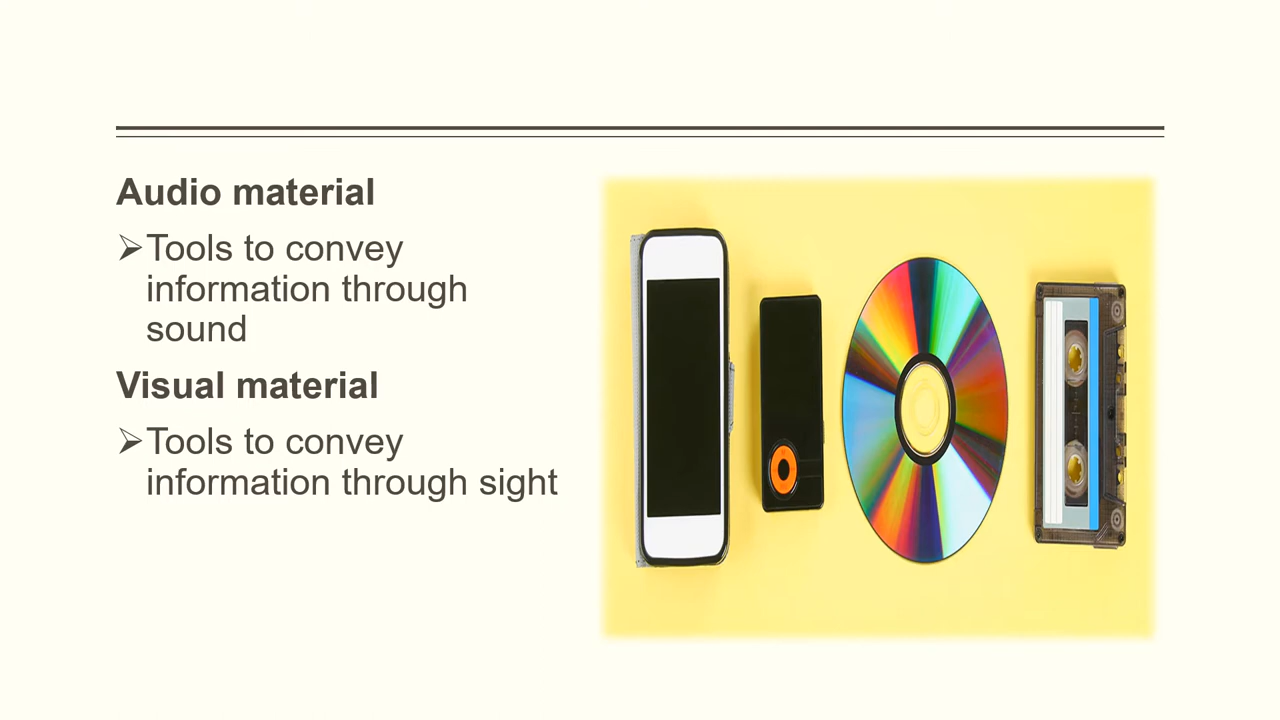 Audio material
➢Tools to convey
information through
sound
Visual material
➢Tools to convey
information through sight